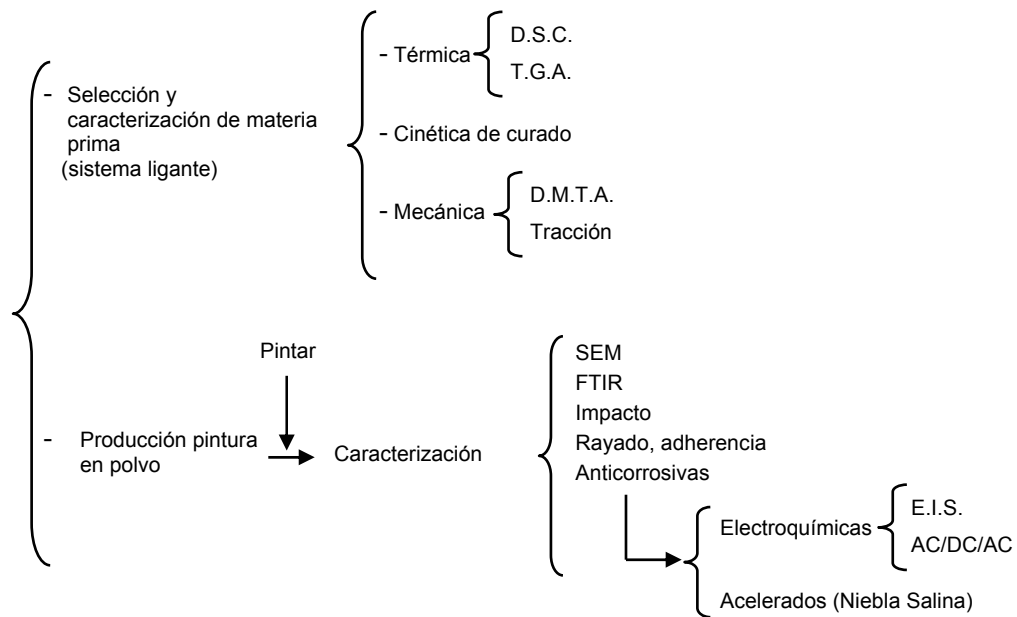 - Selección y
caracterización de materia
prima
(sistema ligante)
- Térmica
D.S.C.
T.G.A.
- Cinética de curado
- Mecánica
D.M.T.A.
Tracción
Pintar
- Producción pintura
en polvo
Caracterización
SEM
FTIR
Impacto
Rayado, adherencia
Anticorrosivas
Electroquímicas
E.I.S.
AC/DC/AC
Acelerados (Niebla Salina)